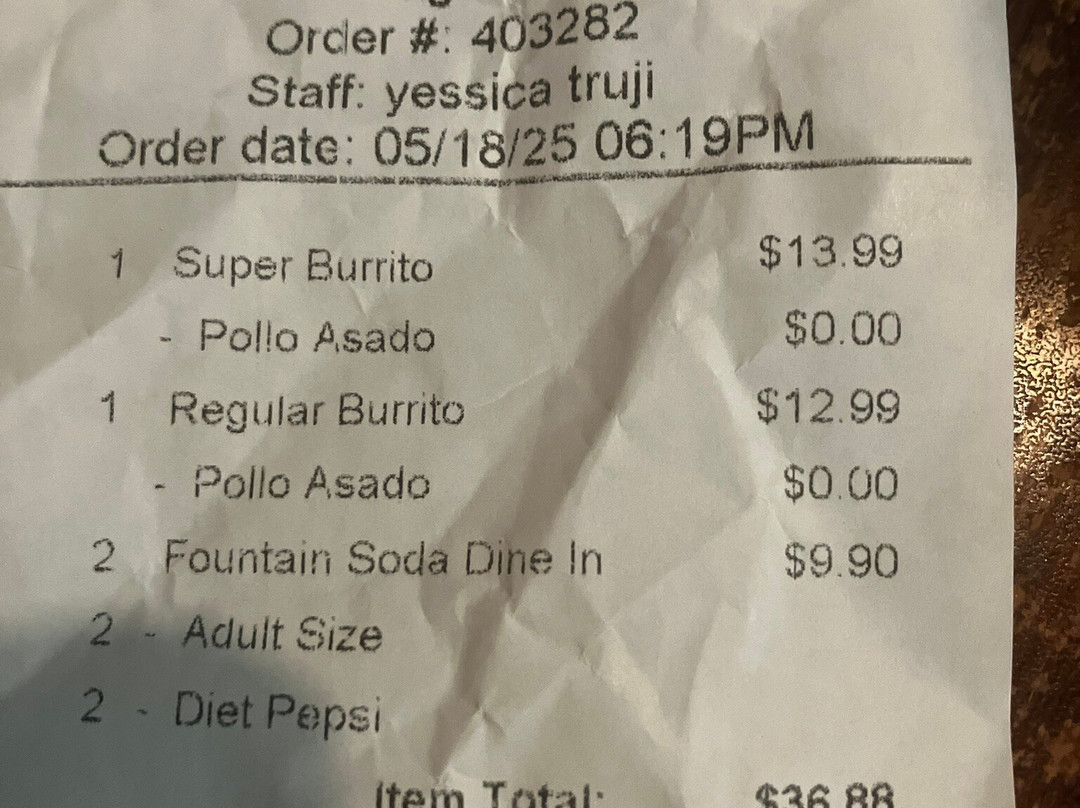 Order #: 403282
Staff: yessica truji
Order date: 05/18/25 06:19PM
1 Super Burrito $13.99
- Pollo Asado $0.00
1 Regular Burrito $12.99
- Pollo Asado $0.00
2 Fountain Soda Dine In $9.90
2 - Adult Size
2 - Diet Pepsi
Item Total: $36.88